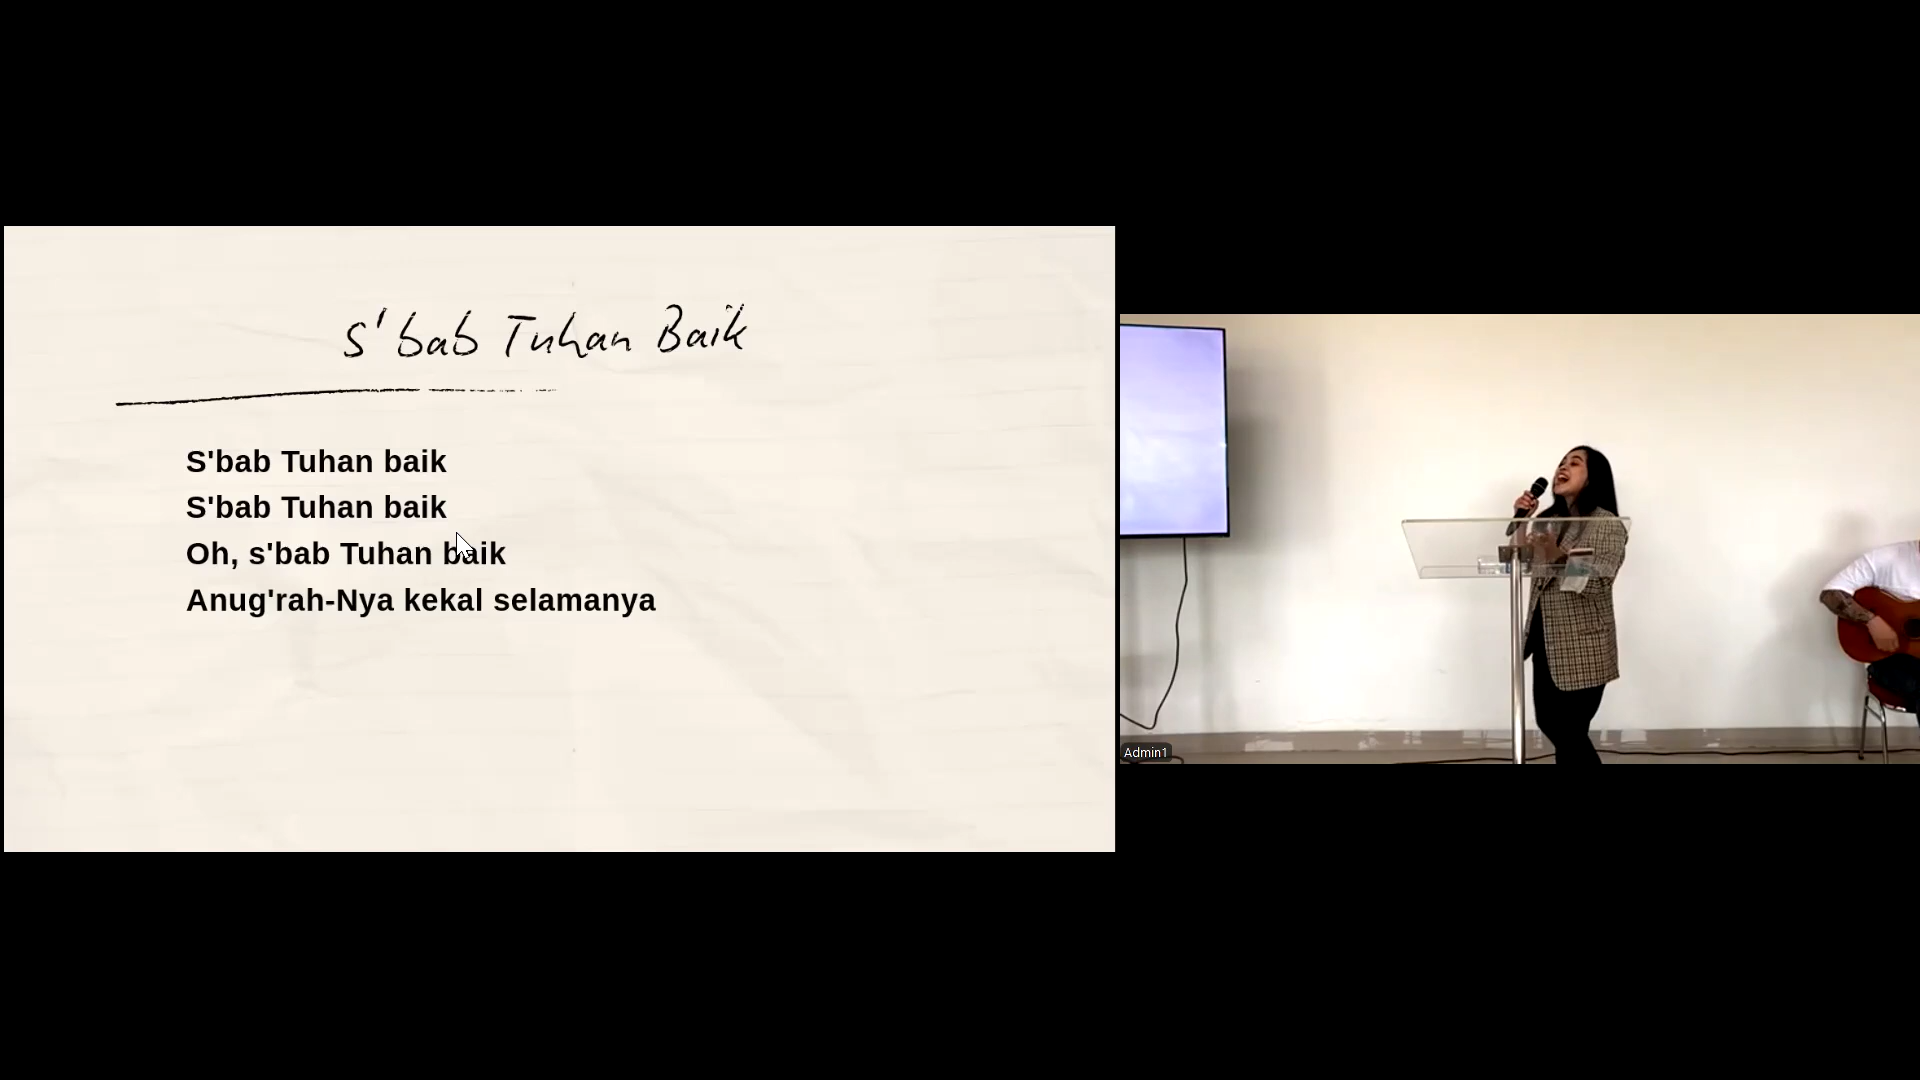 S'bab Tuhan Baik
S'bab Tuhan baik
S'bab Tuhan baik
Oh, s'bab Tuhan baik
Anug'rah-Nya kekal selamanya
Admin1